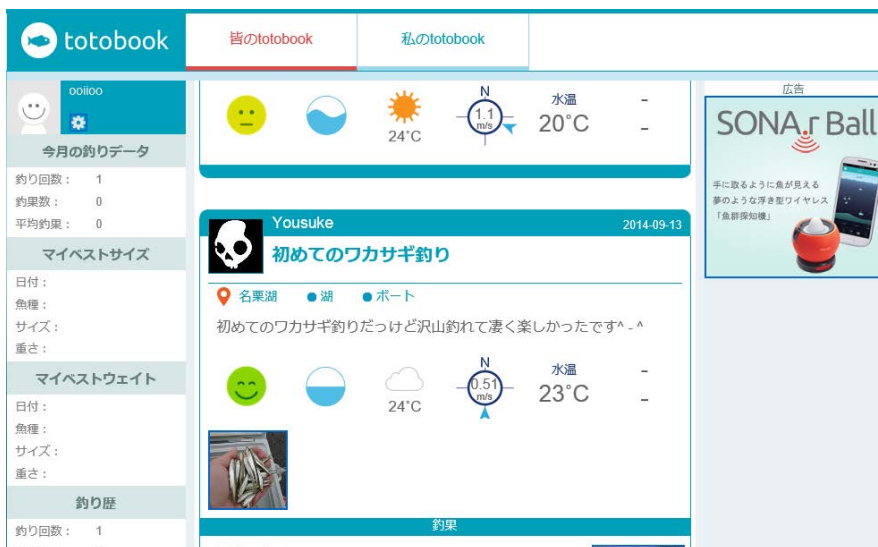 totobook
皆のtotobook
私のtotobook
ooiioo
今月の釣りデータ
釣り回数： 1
釣果数： 0
平均釣果： 0
マイベストサイズ
日付：
魚種：
サイズ：
重さ：
マイベストウェイト
日付：
魚種：
サイズ：
重さ：
釣り歴
釣り回数： 1
24°C
N
1.1
m/s
水温
20°C
-
-
Yousuke
2014-09-13
初めてのワカサギ釣り
名栗湖 湖 ボート
初めてのワカサギ釣りだっけど沢山釣れて凄く楽しかったです^ - ^
24°C
N
0.51
m/s
水温
23°C
-
-
釣果
広告
SONAr Ball
手に取るように魚が見える
夢のような浮き型ワイヤレス
「魚群探知機」